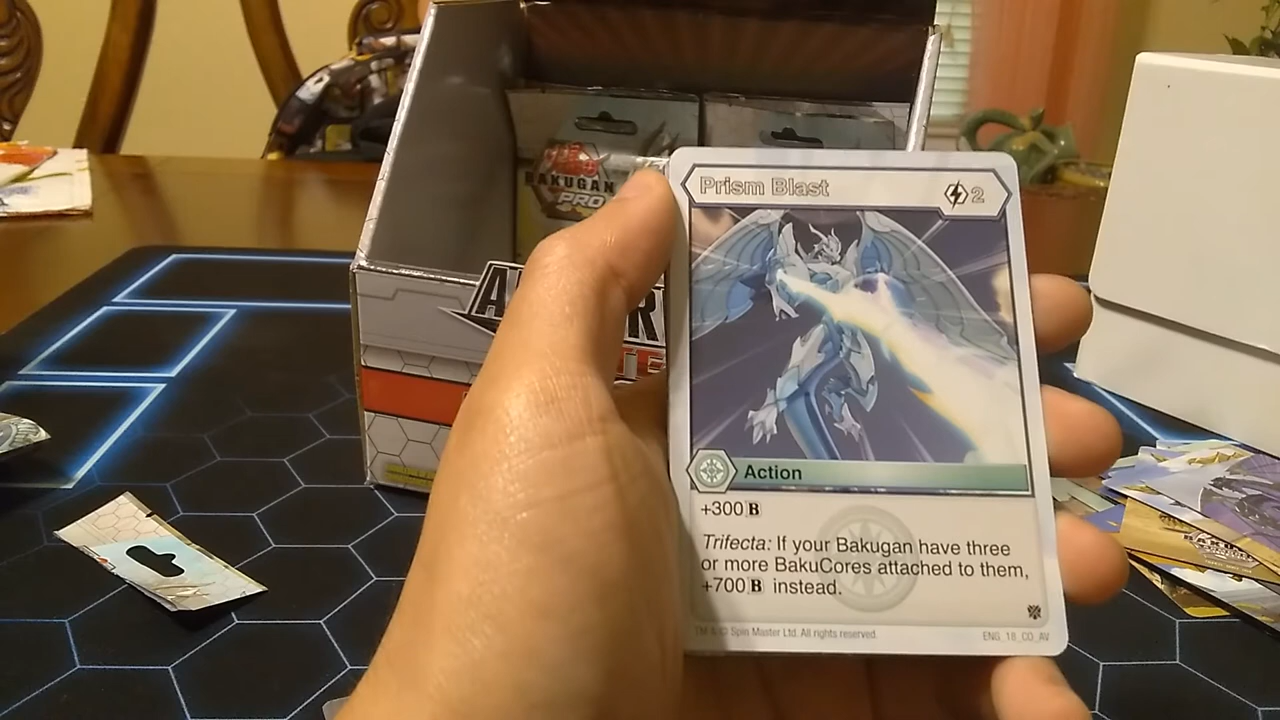 BAKUGAN
PRO
Prism Blast
2
Action
+300 B
Trifecta: If your Bakugan have three
or more BakuCores attached to them,
+700 B instead.
TM & © Spin Master Ltd. All rights reserved.
ENG_18_CO_AV
BAKUGAN